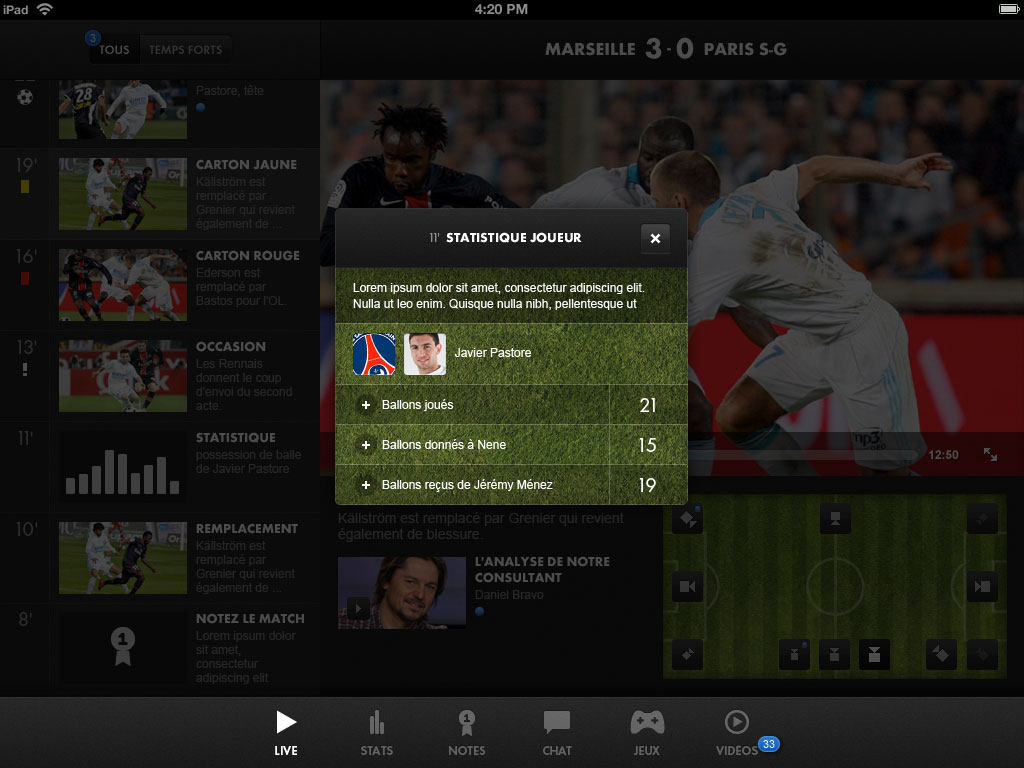 iPad
4:20 PM
3
TOUS
TEMPS FORTS
MARSEILLE 3 - 0 PARIS S-G
28
Pastore, fête
19'
CARTON JAUNE
Källström est
remplacé par
Grenier qui revient
également de ...
16'
CARTON ROUGE
Ederson est
remplacé par
Bastos pour l'OL.
13'
OCCASION
Les Rennais
donnent le coup
d'envoi du second
acte.
11'
STATISTIQUE
possession de balle
de Javier Pastore
10'
REMPLACEMENT
Källström est
remplacé par
Grenier qui revient
également de ...
8'
1
NOTEZ LE MATCH
Lorem ipsum dolor
sit amet,
consectetur
adipiscing elit
11' STATISTIQUE JOUEUR
Lorem ipsum dolor sit amet, consectetur adipiscing elit.
Nulla ut leo enim. Quisque nulla nibh, pellentesque ut
Javier Pastore
+ Ballons joués 21
+ Ballons donnés à Nene 15
+ Ballons reçus de Jérémy Ménez 19
7
mp3
12:50
Källström est remplacé par Grenier qui revient
également de blessure.
L'ANALYSE DE NOTRE
CONSULTANT
Daniel Bravo
LIVE
STATS
1
NOTES
CHAT
JEUX
VIDÉOS
33